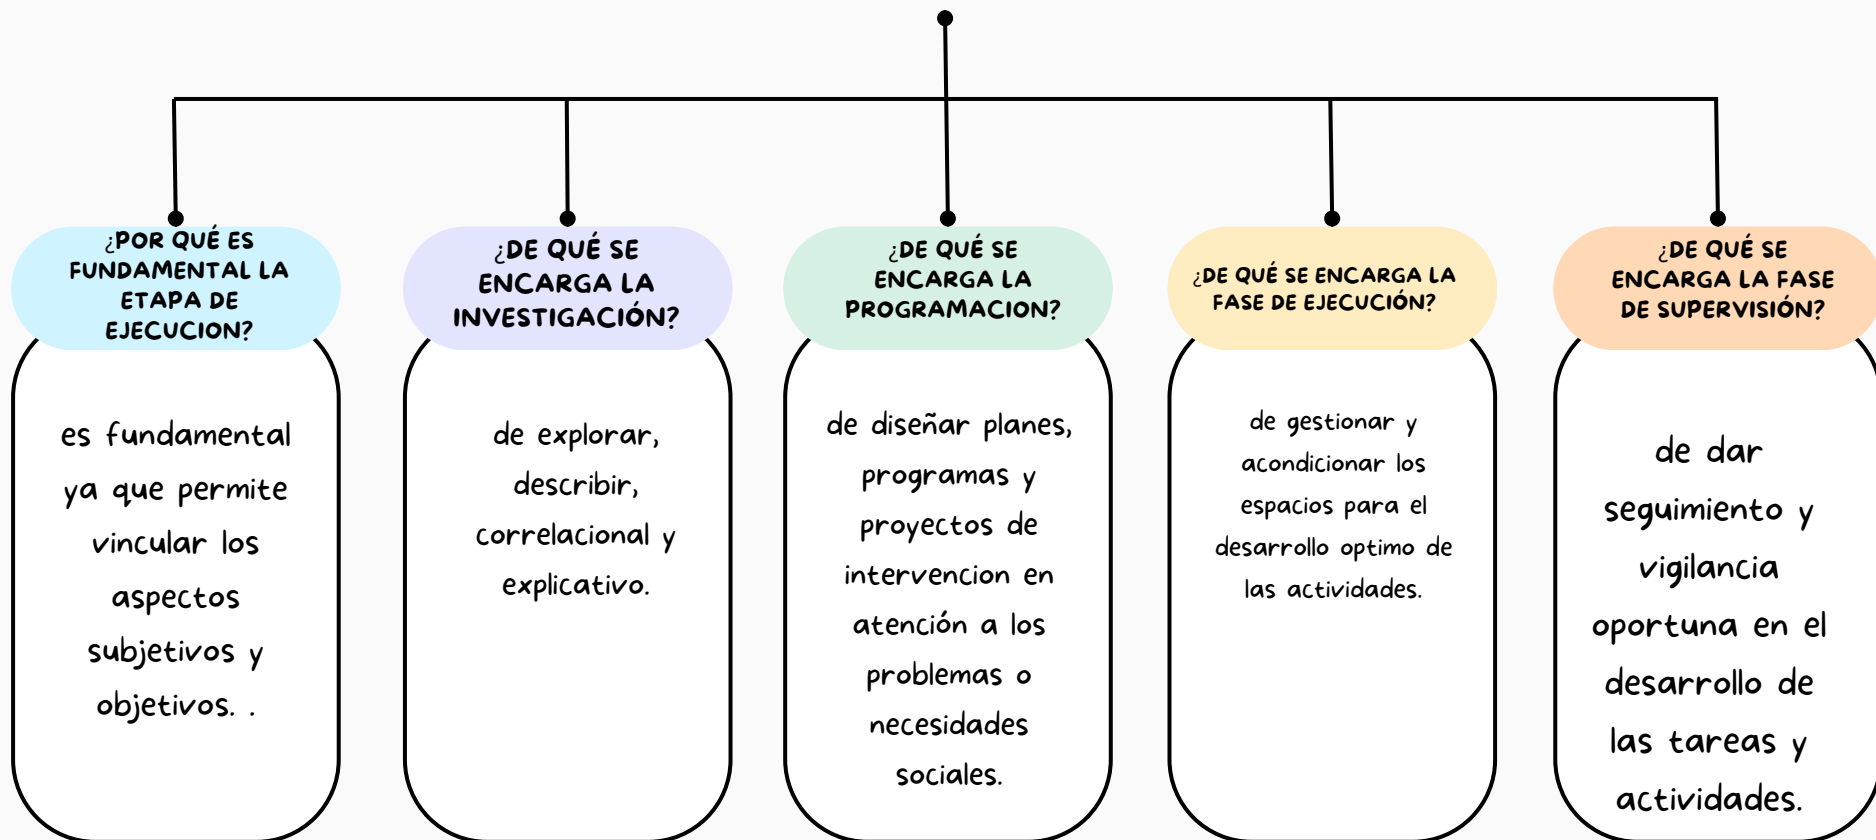 ¿POR QUÉ ES
FUNDAMENTAL LA
ETAPA DE
EJECUCION?
es fundamental
ya que permite
vincular los
aspectos
subjetivos y
objetivos. .
¿DE QUÉ SE
ENCARGA LA
INVESTIGACIÓN?
de explorar,
describir,
correlacional y
explicativo.
¿DE QUÉ SE
ENCARGA LA
PROGRAMACION?
de diseñar planes,
programas y
proyectos de
intervencion en
atención a los
problemas o
necesidades
sociales.
¿DE QUÉ SE ENCARGA LA
FASE DE EJECUCIÓN?
de gestionar y
acondicionar los
espacios para el
desarrollo optimo de
las actividades.
¿DE QUÉ SE
ENCARGA LA FASE
DE SUPERVISIÓN?
de dar
seguimiento y
vigilancia
oportuna en el
desarrollo de
las tareas y
actividades.